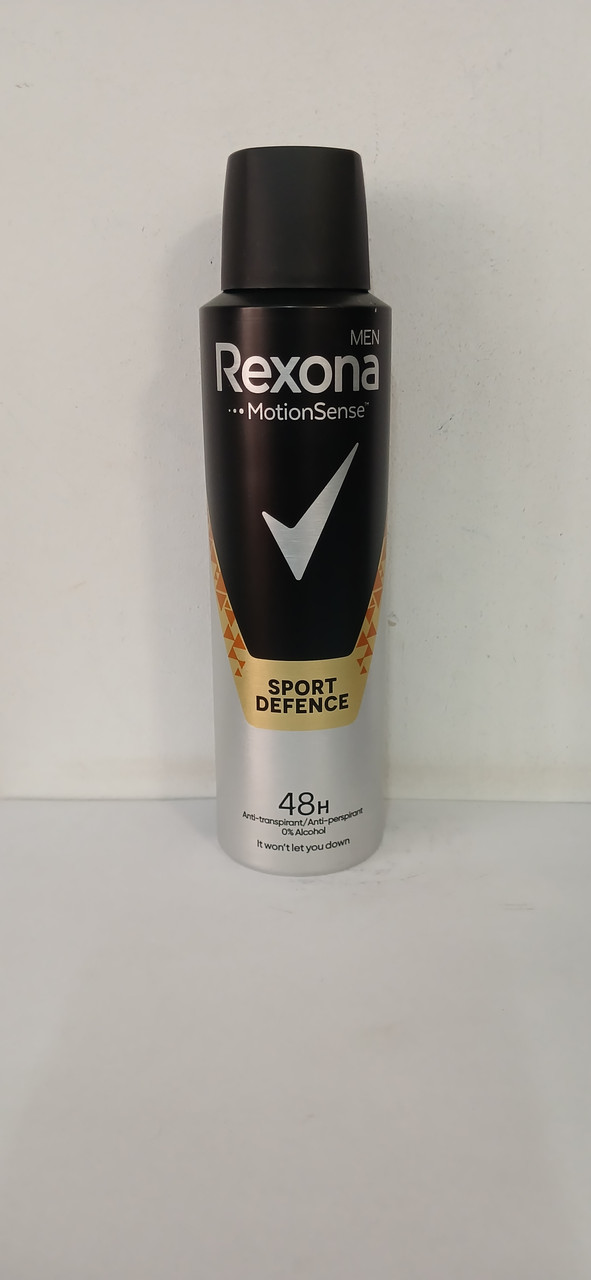 MEN
Rexona
MotionSense™
SPORT
DEFENCE
48H
Anti-transpirant/Anti-perspirant
0% Alcohol
It won't let you down